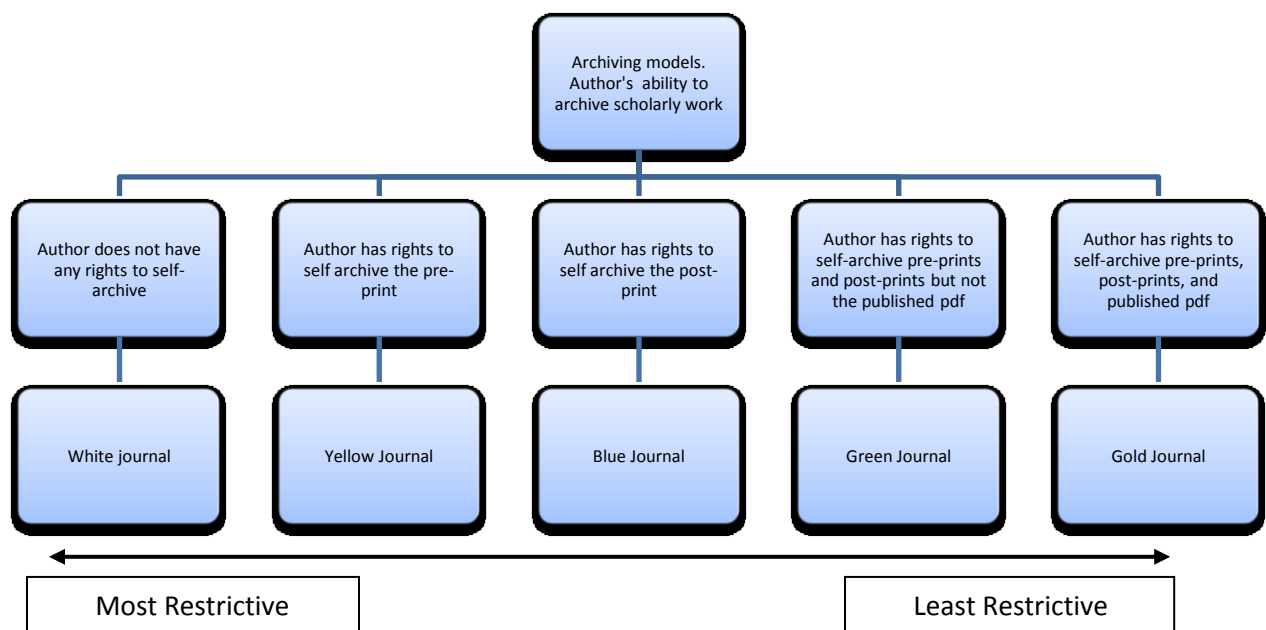 Archiving models.
Author's  ability to
archive scholarly work
Author does not have
any rights to self-
archive
Author has rights to
self archive the pre-
print
Author has rights to
self archive the post-
print
Author has rights to
self-archive pre-prints
and post-prints but not
the published pdf
Author has rights to
self-archive pre-prints,
post-prints, and
published pdf
White journal
Yellow Journal
Blue Journal
Green Journal
Gold Journal
Most Restrictive
Least Restrictive